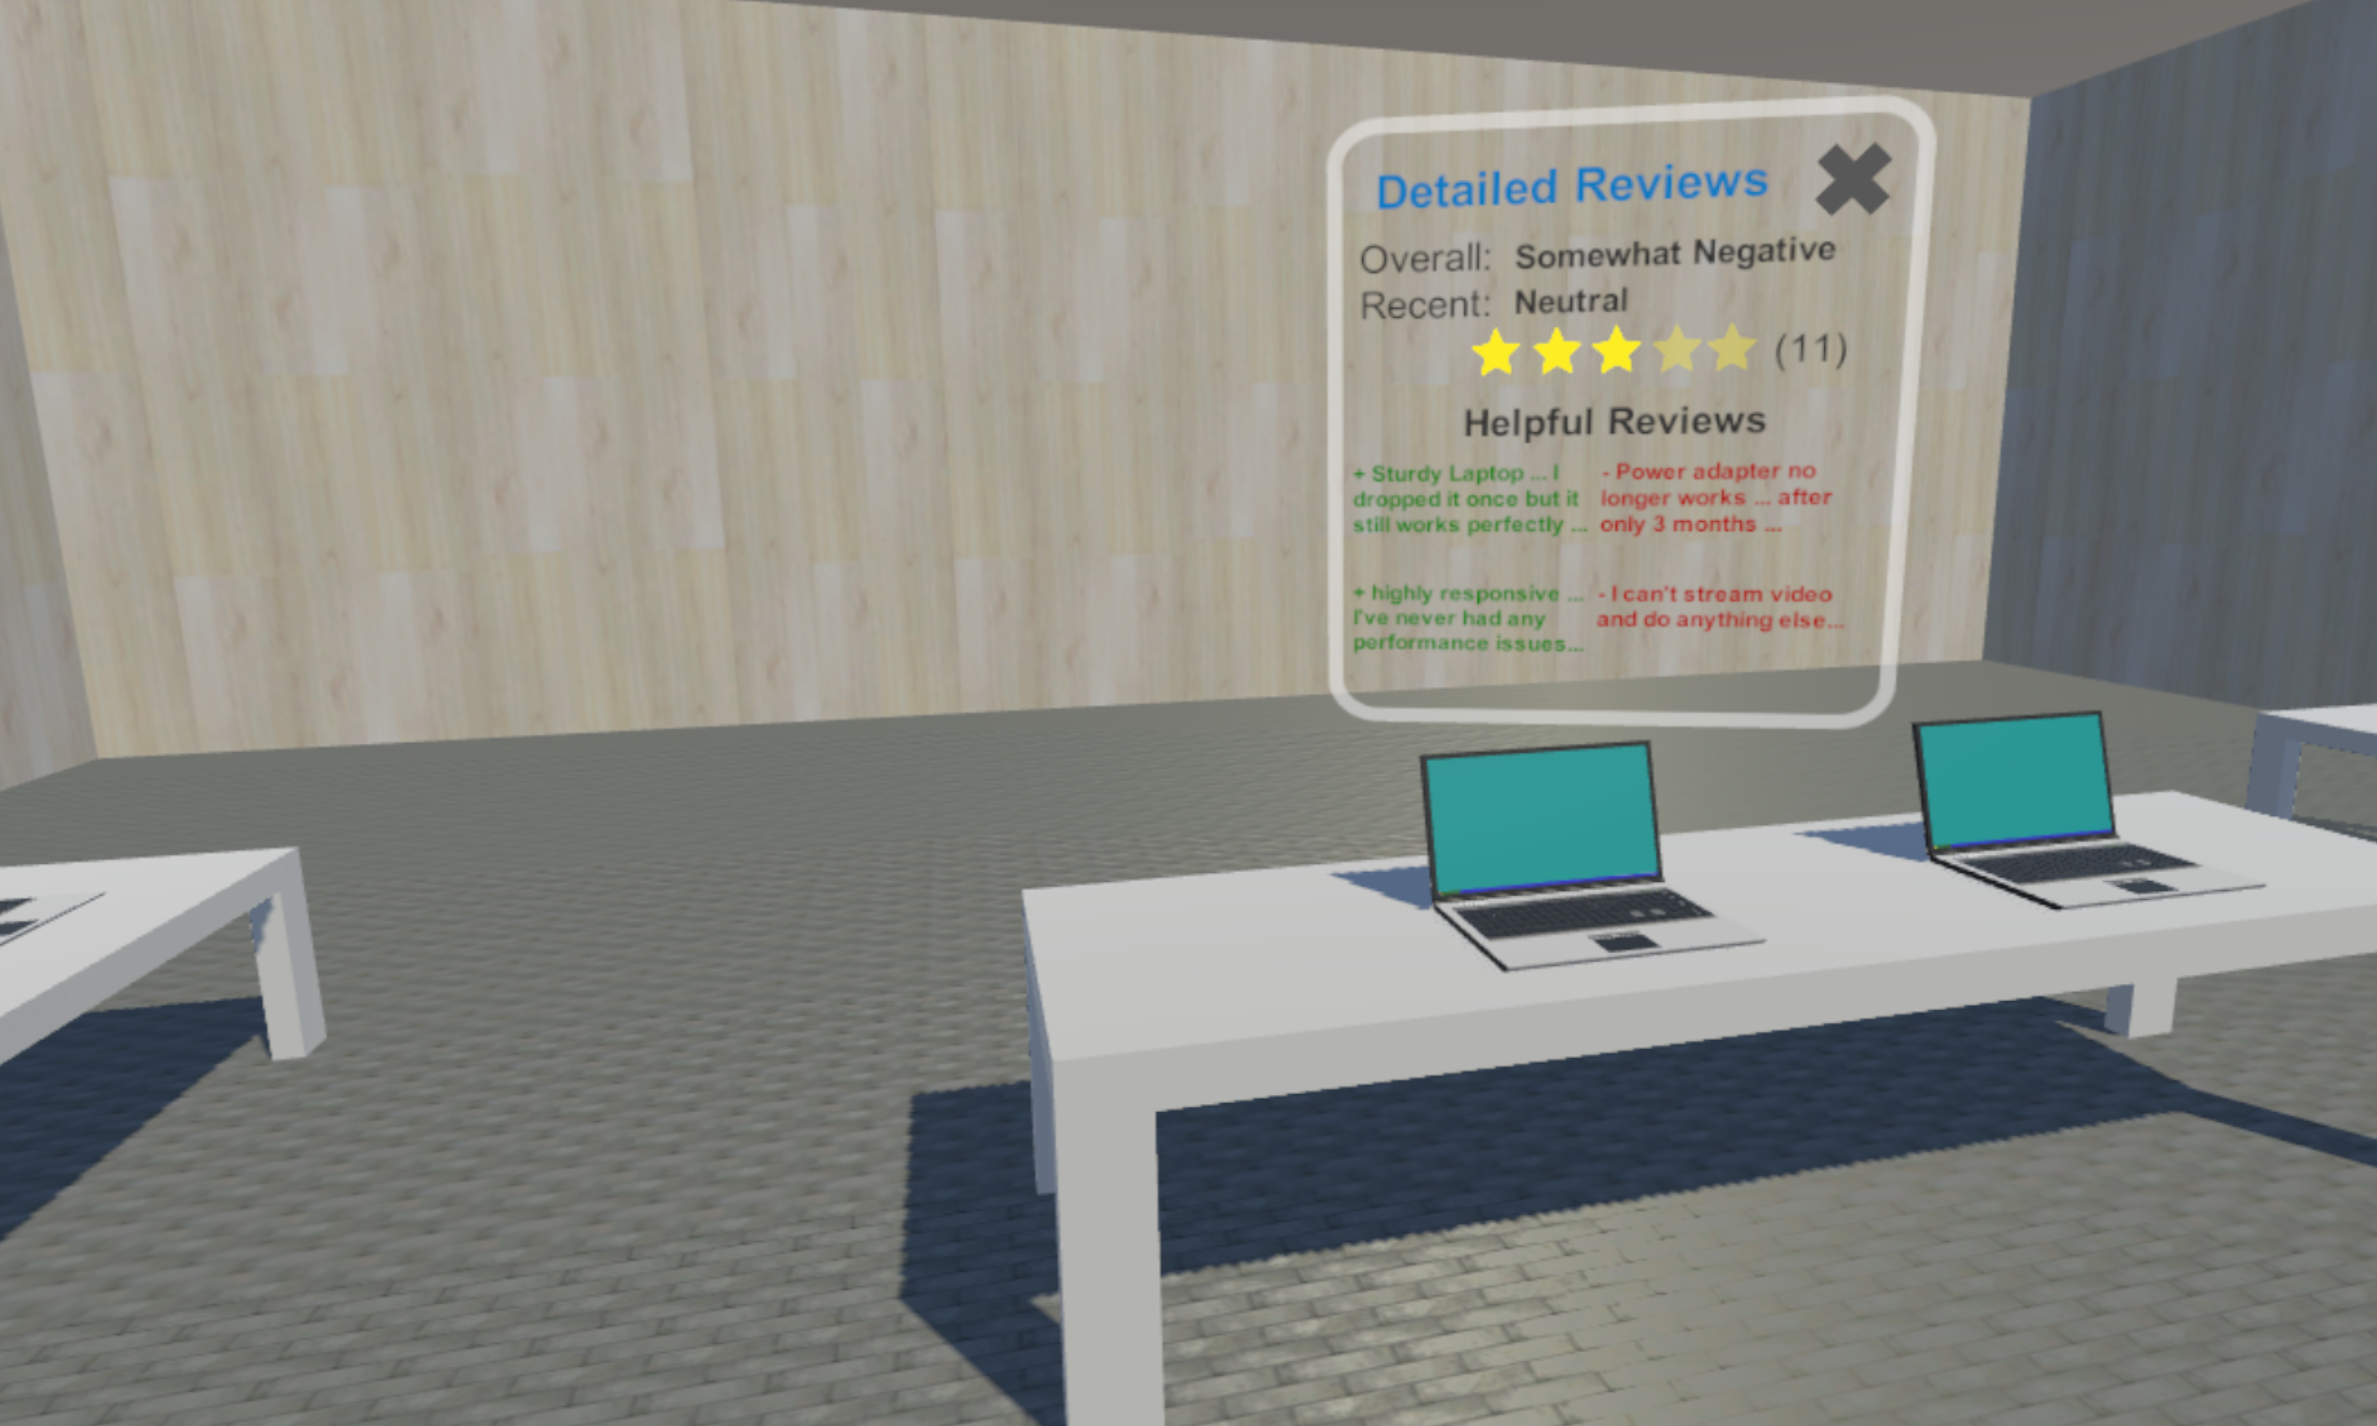 Detailed Reviews
Overall: Somewhat Negative
Recent: Neutral
(11)
Helpful Reviews
+ Sturdy Laptop ... I
dropped it once but it
still works perfectly ...
- Power adapter no
longer works ... after
only 3 months ...
+ highly responsive ...
I've never had any
performance issues...
- I can't stream video
and do anything else...